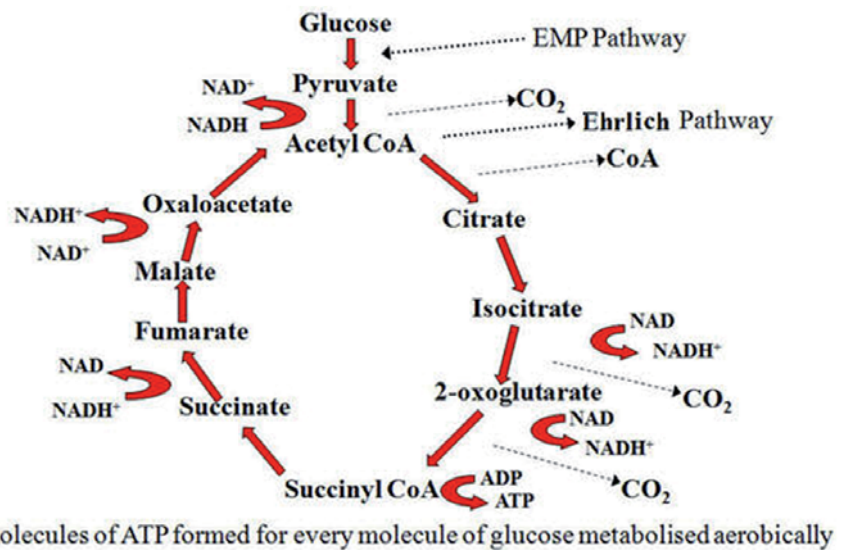 Glucose
EMP Pathway
NAD⁺
Pyruvate
CO₂
NADH
Ehrlich Pathway
Acetyl CoA
CoA
Oxaloacetate
NADH⁺
Citrate
NAD⁺
Malate
Isocitrate
NAD
Fumarate
NADH⁺
NAD
2-oxoglutarate
CO₂
NADH⁺
Succinate
NAD
NADH⁺
Succinyl CoA
ADP
ATP
CO₂
olecules of ATP formed for every molecule of glucose metabolised aerobically